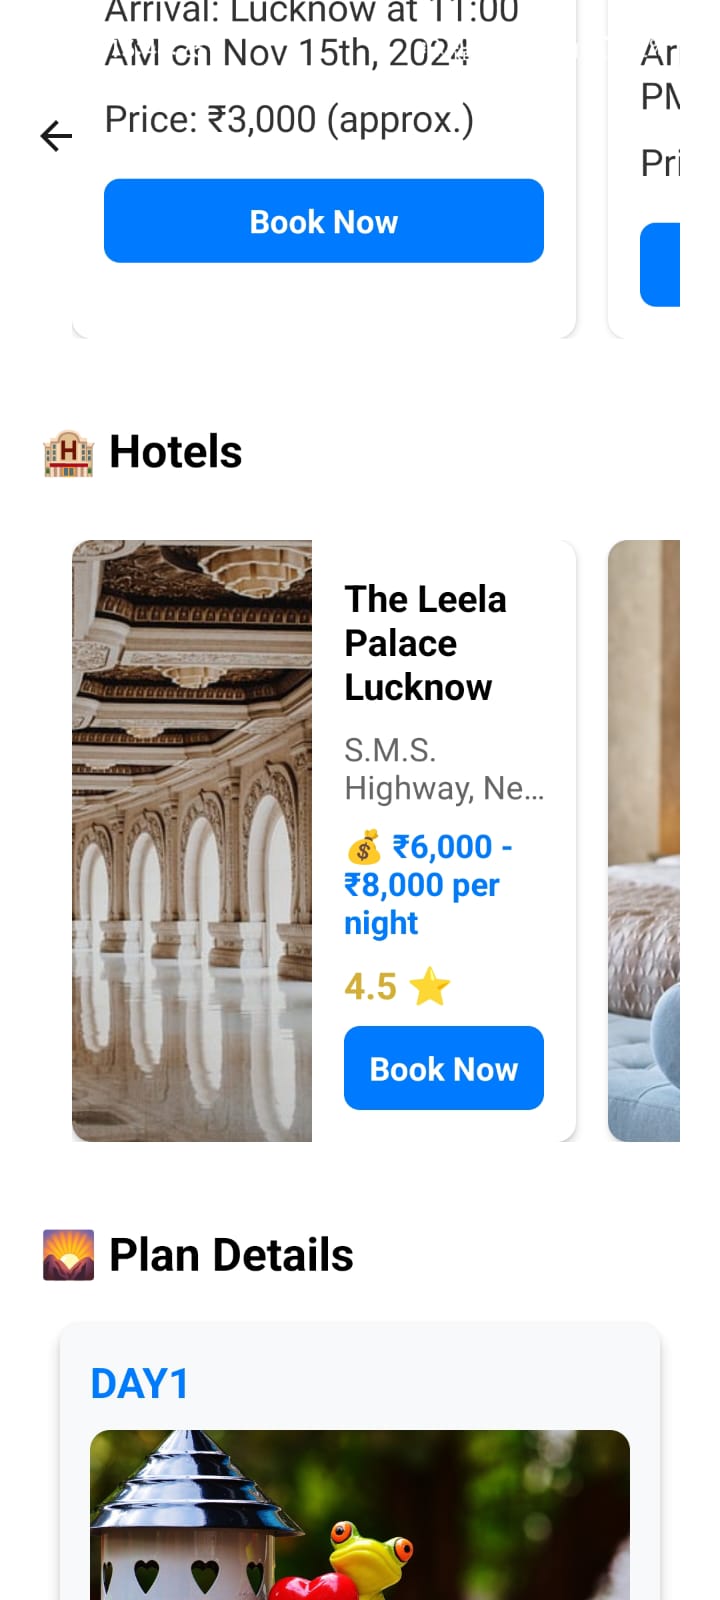 Arrival: Lucknow at 11:00
AM on Nov 15th, 2024
Price: ₹3,000 (approx.)
Book Now
Ar
PM
Pri
H Hotels
The Leela
Palace
Lucknow
S.M.S.
Highway, Ne...
₹6,000 -
₹8,000 per
night
4.5
Book Now
Plan Details
DAY1